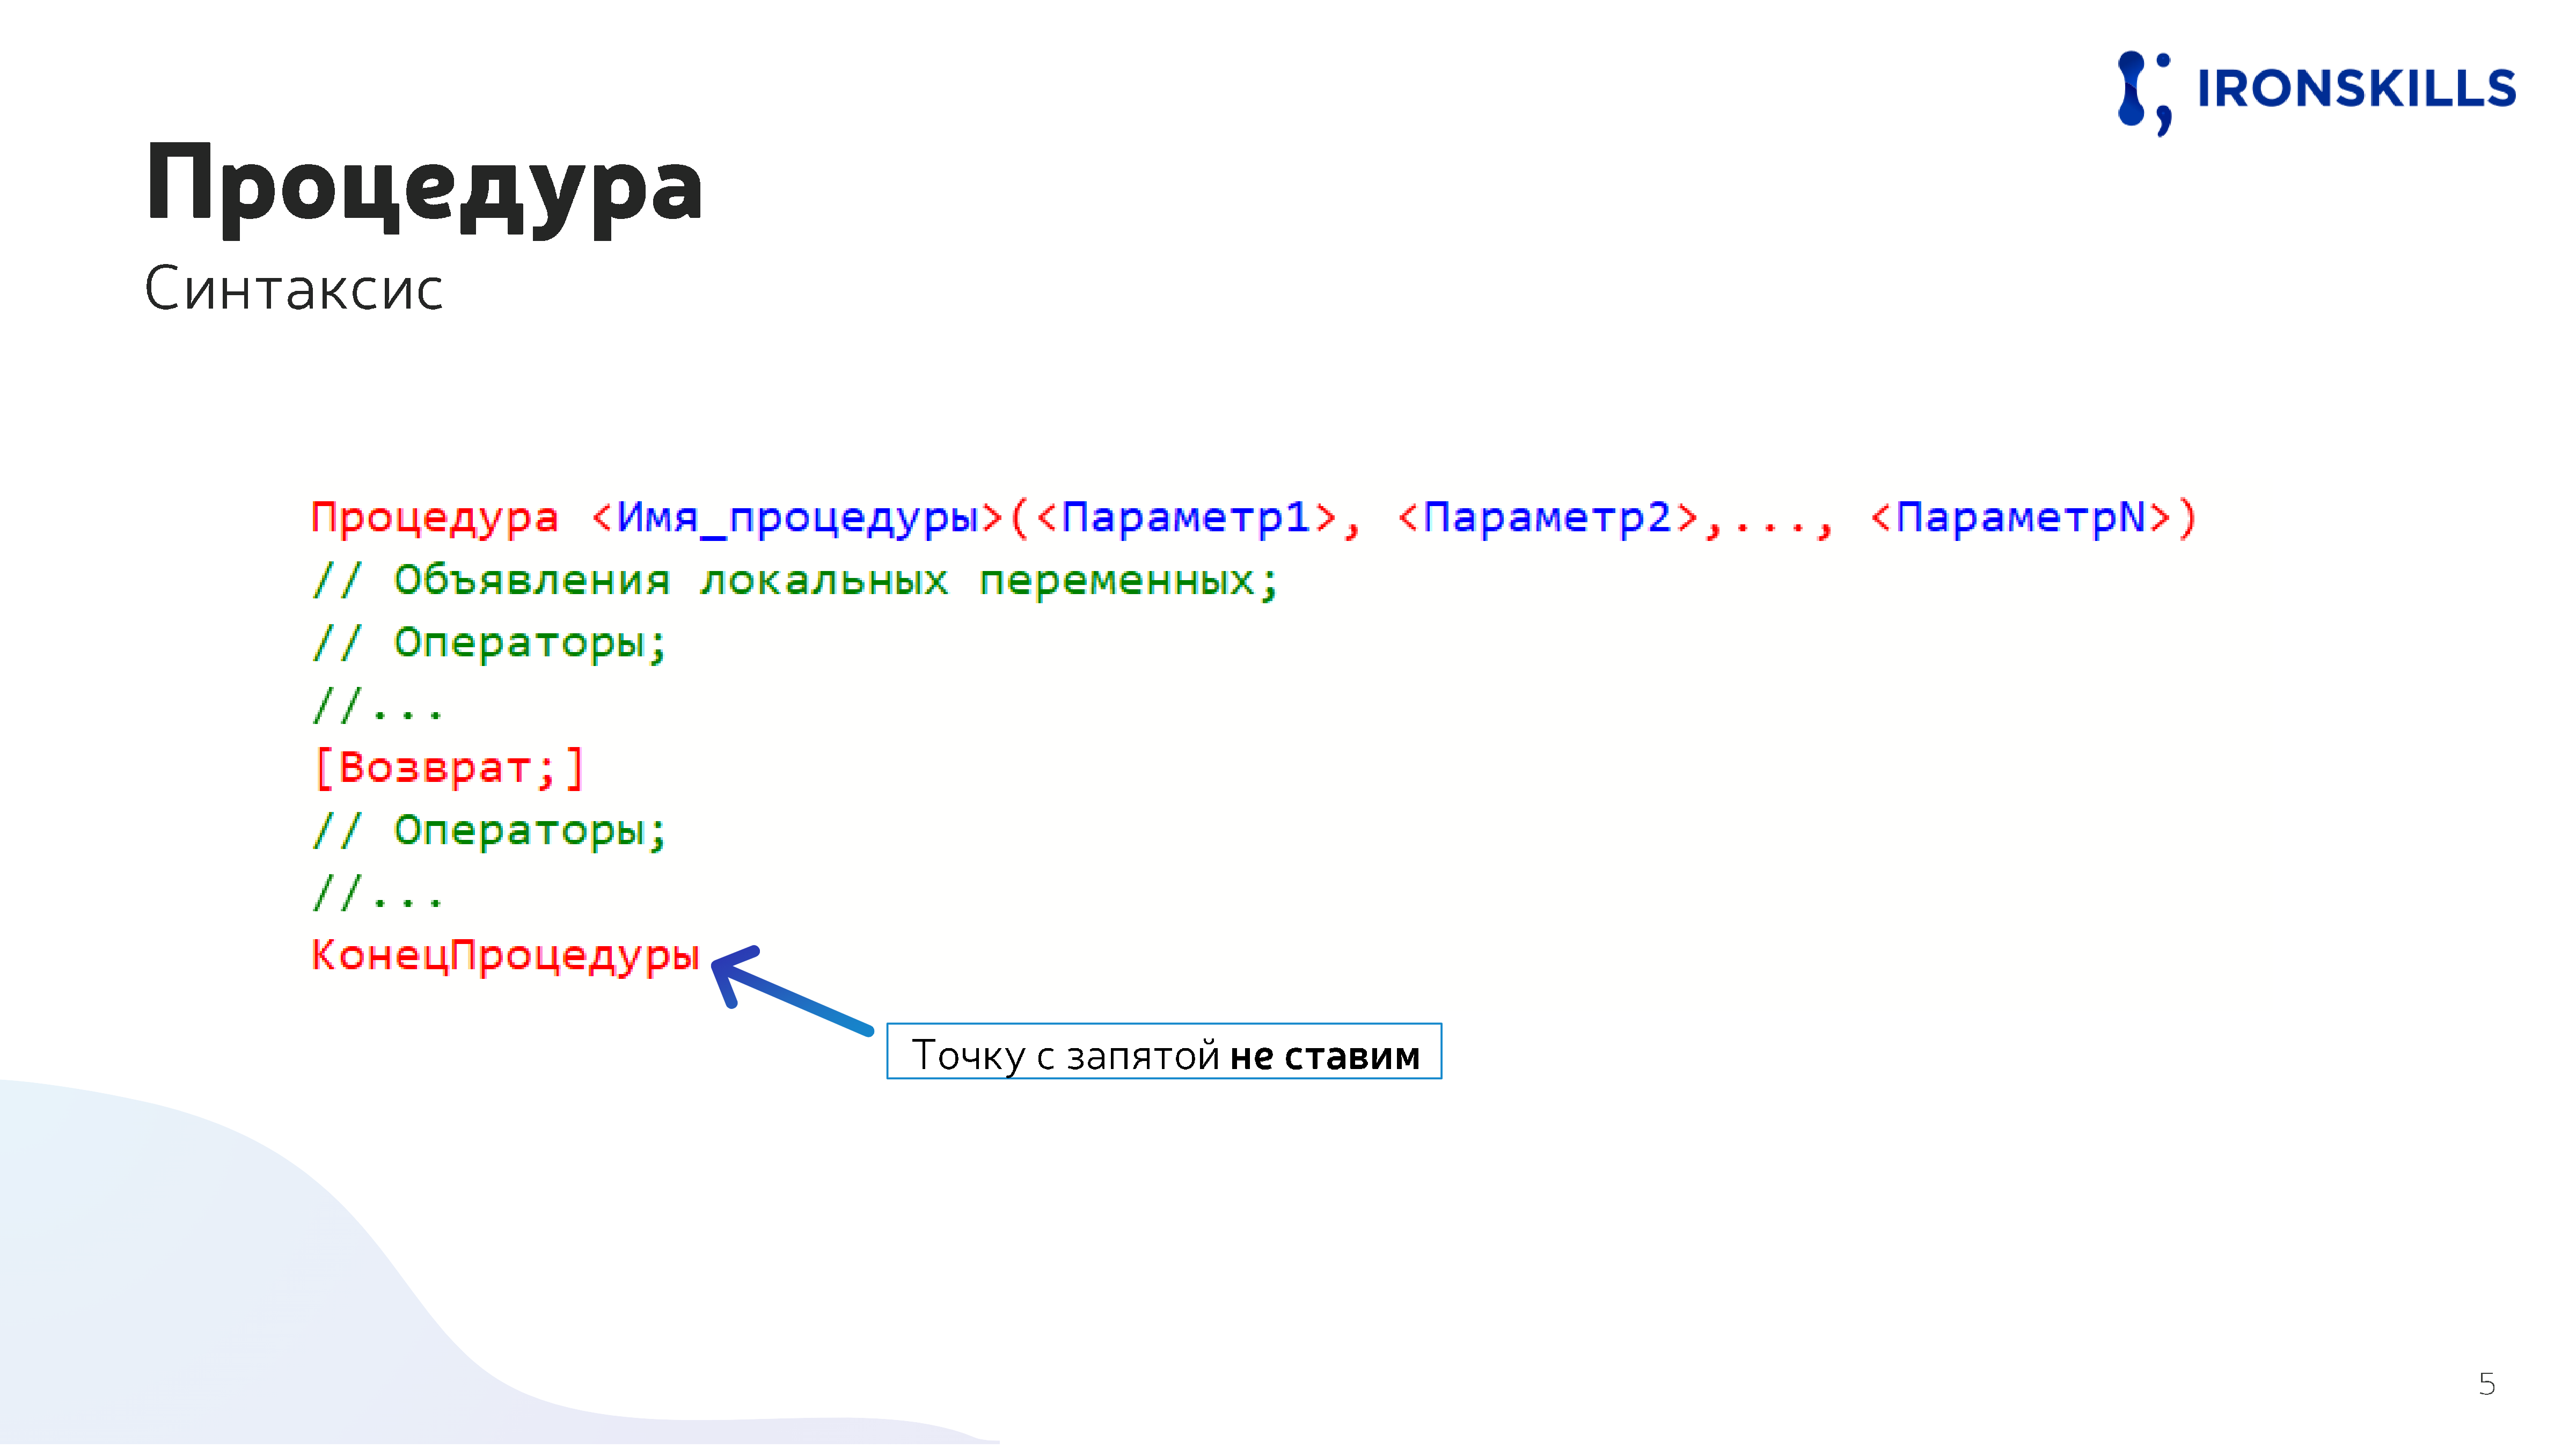 IRONSKILLS
Процедура
Синтаксис
Процедура <Имя_процедуры>(<Параметр1>, <Параметр2>,..., <ПараметрN>)
// Объявления локальных переменных;
// Операторы;
//...
[Возврат;]
// Операторы;
//...
КонецПроцедуры
Точку с запятой не ставим
5